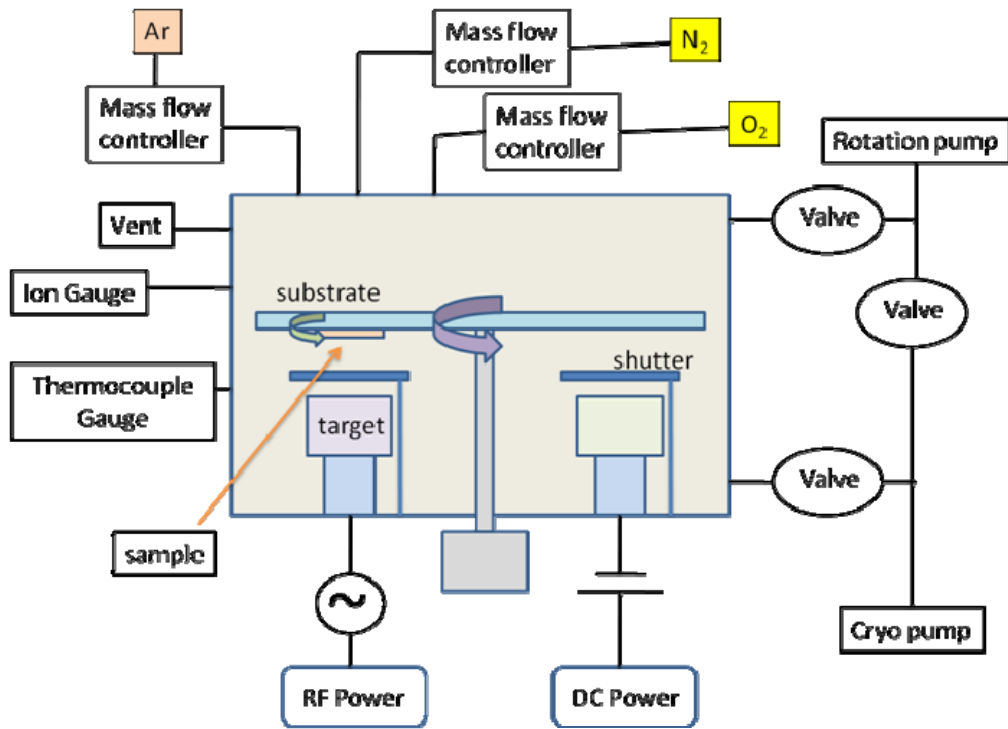 Ar
Mass flow
controller
N₂
Mass flow
controller
O₂
Mass flow
controller
Rotation pump
Vent
Valve
Ion Gauge
substrate
Valve
shutter
Thermocouple
Gauge
target
Valve
sample
~
Cryo pump
RF Power
DC Power